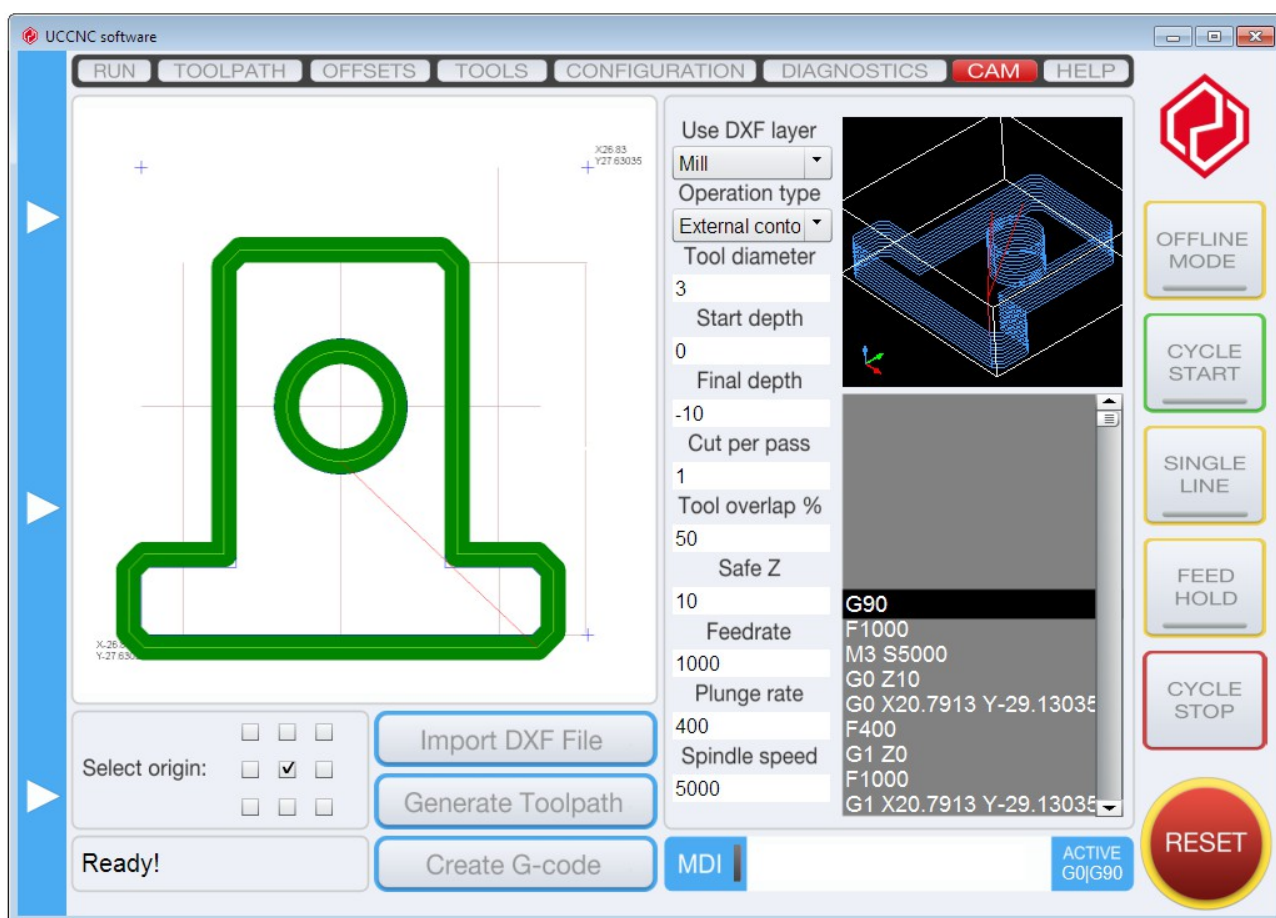 UCCNC software
RUN TOOLPATH OFFSETS TOOLS CONFIGURATION DIAGNOSTICS CAM HELP
X26.83
Y27.63035
Y-27.630
Use DXF layer
Mill
Operation type
External conto
Tool diameter
3
Start depth
0
Final depth
-10
Cut per pass
1
Tool overlap %
50
Safe Z
10
Feedrate
1000
Plunge rate
400
Spindle speed
5000
G90
F1000
M3 S5000
G0 Z10
G0 X20.7913 Y-29.13035
F400
G1 Z0
F1000
G1 X20.7913 Y-29.13035
OFFLINE
MODE
CYCLE
START
SINGLE
LINE
FEED
HOLD
CYCLE
STOP
RESET
Select origin:
Import DXF File
Generate Toolpath
Create G-code
Ready!
MDI
ACTIVE
G0|G90